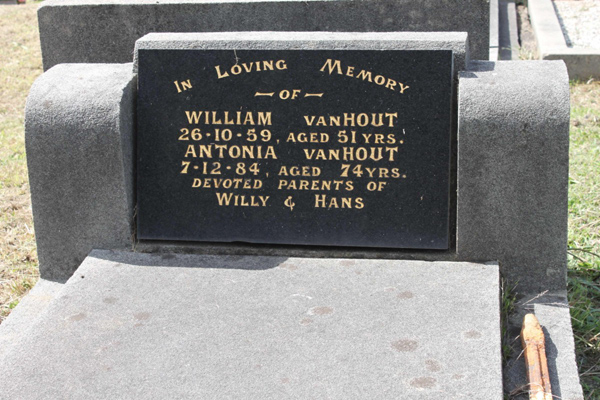 IN LOVING MEMORY
— OF —
WILLIAM VANHOUT
26-10-59, AGED 51 YRS.
ANTONIA VANHOUT
7-12-84, AGED 74 YRS.
DEVOTED PARENTS OF
WILLY & HANS